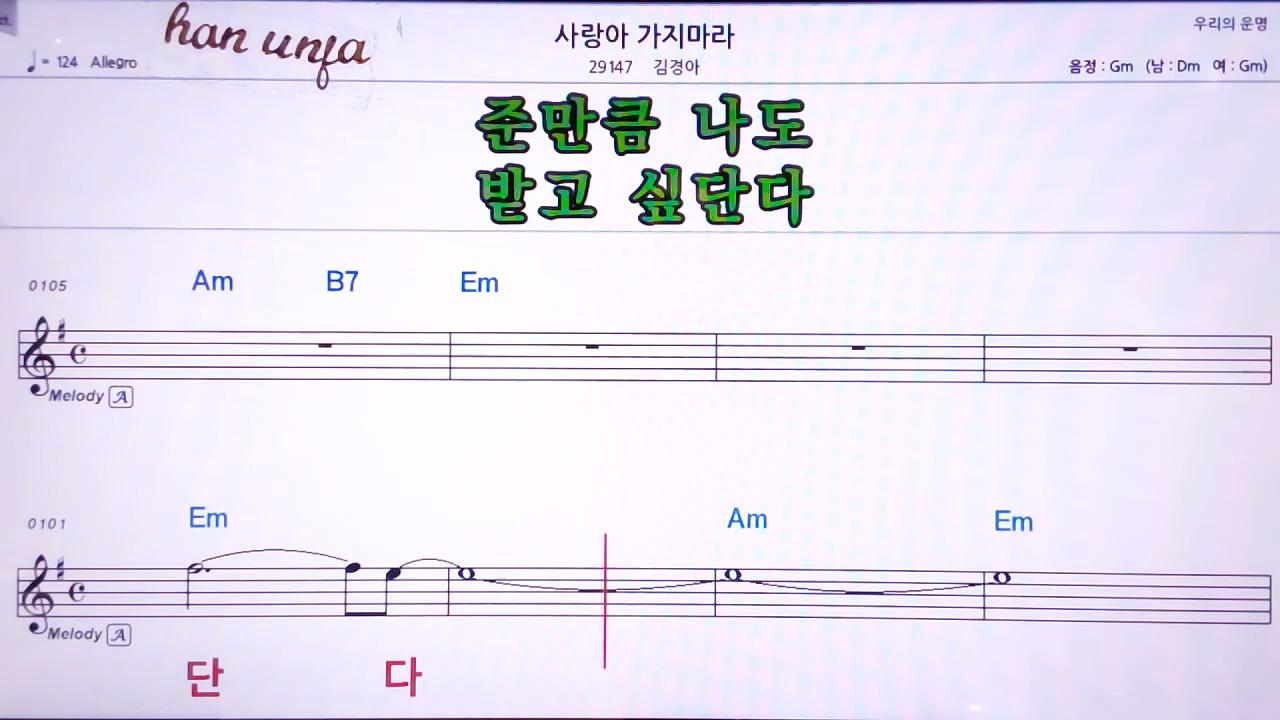 han unja
사랑아 가지마라
우리의 운명
♩= 124 Allegro
29147 김경아
음정 : Gm (남 : Dm 여 : Gm)
준만큼 나도
받고 싶단다
0105 Am B7 Em
Melody A
0101 Em Am Em
Melody A
단 다